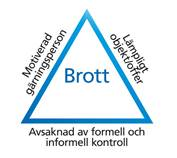 Motiverad
gärningsperson
Lämpligt
objekt/offer
Brott
Avsaknad av formell och
informell kontroll